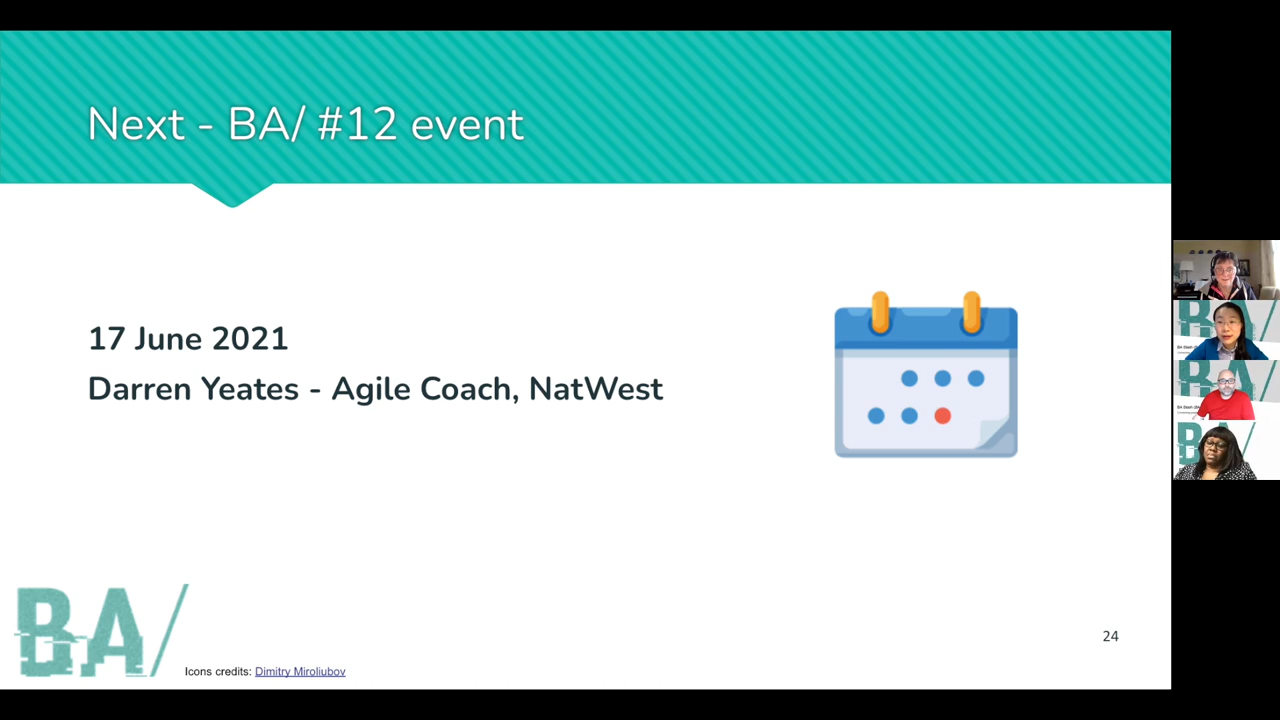 Next - BA/ #12 event
17 June 2021
Darren Yeates - Agile Coach, NatWest
BA/
24
Icons credits: Dimitry Miroliubov